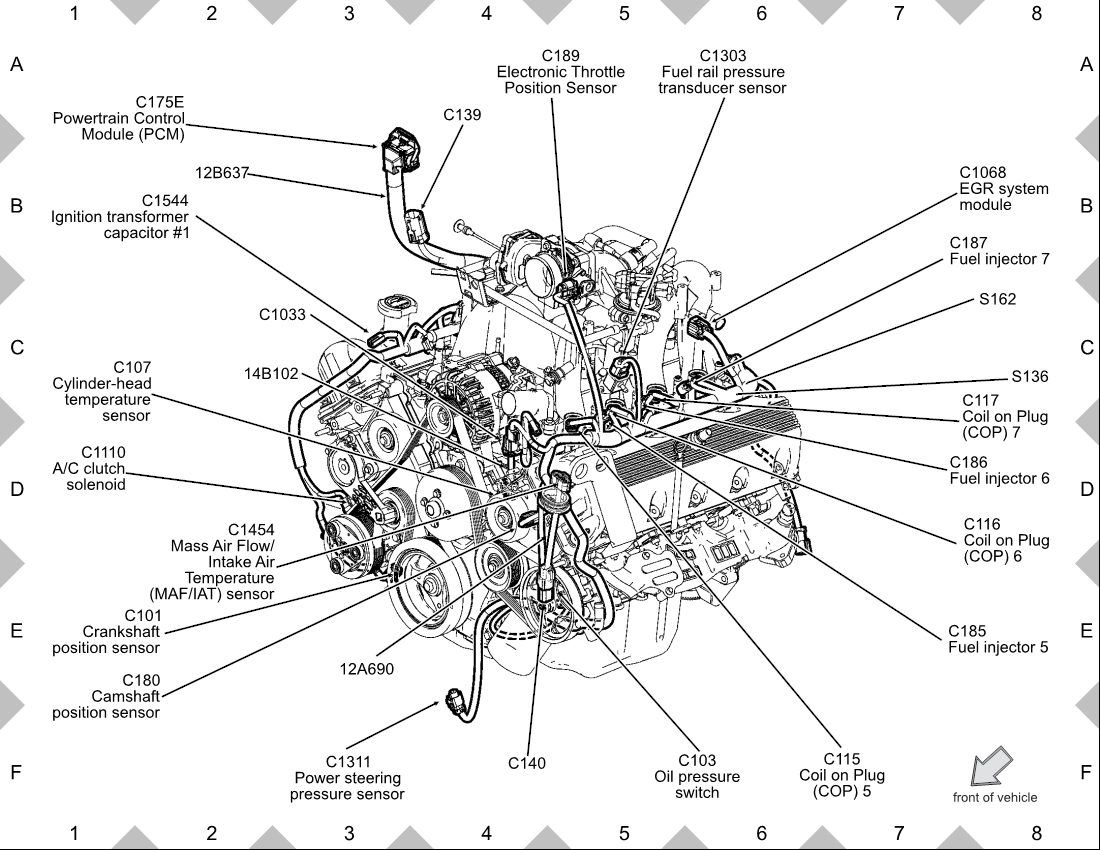 1 2 3 4 5 6 7 8
A A
C189
Electronic Throttle
Position Sensor
C1303
Fuel rail pressure
transducer sensor
C175E
Powertrain Control
Module (PCM)
C139
12B637
C1544
Ignition transformer
capacitor #1
B B
C1068
EGR system
module
C187
Fuel injector 7
S162
C1033
C C
C107
Cylinder-head
temperature
sensor
14B102
S136
C117
Coil on Plug
(COP) 7
C1110
A/C clutch
solenoid
D D
C186
Fuel injector 6
C1454
Mass Air Flow/
Intake Air
Temperature
(MAF/IAT) sensor
C116
Coil on Plug
(COP) 6
C101
Crankshaft
position sensor
E E
C185
Fuel injector 5
12A690
C180
Camshaft
position sensor
C1311
Power steering
pressure sensor
C140
C103
Oil pressure
switch
C115
Coil on Plug
(COP) 5
F F
front of vehicle
1 2 3 4 5 6 7 8